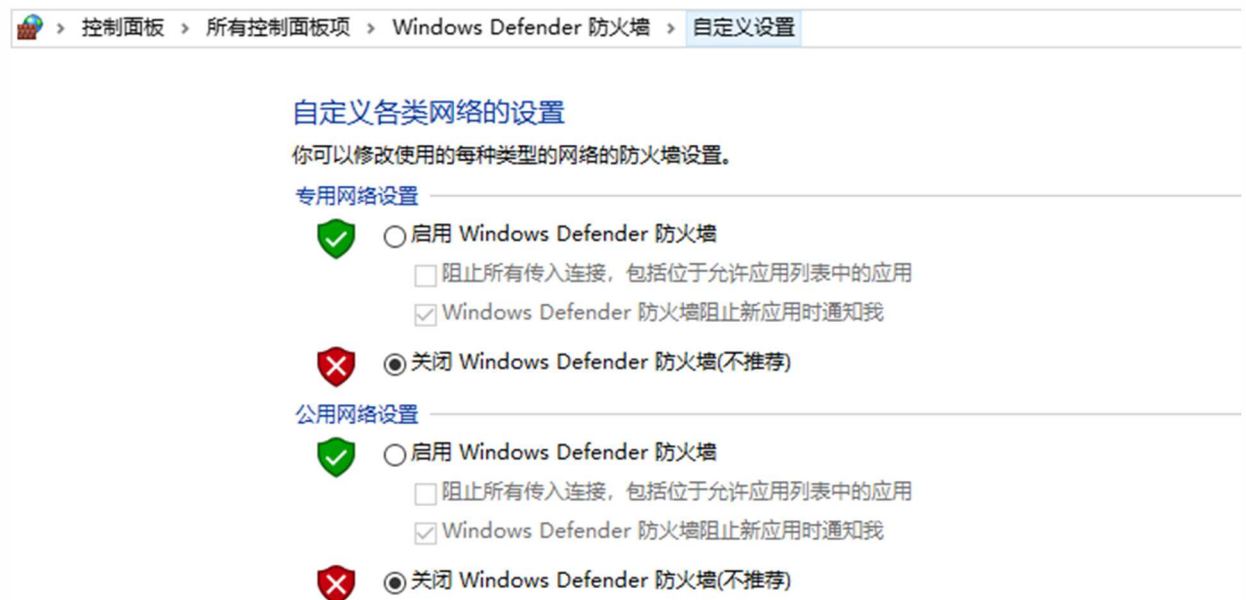 控制面板 › 所有控制面板项 › Windows Defender 防火墙 › 自定义设置
自定义各类网络的设置
你可以修改使用的每种类型的网络的防火墙设置。
专用网络设置
启用 Windows Defender 防火墙
阻止所有传入连接，包括位于允许应用列表中的应用
Windows Defender 防火墙阻止新应用时通知我
关闭 Windows Defender 防火墙(不推荐)
公用网络设置
启用 Windows Defender 防火墙
阻止所有传入连接，包括位于允许应用列表中的应用
Windows Defender 防火墙阻止新应用时通知我
关闭 Windows Defender 防火墙(不推荐)